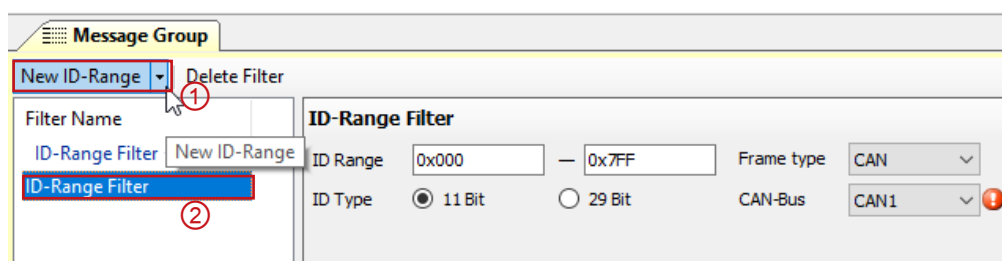 Message Group
New ID-Range Delete Filter
①
Filter Name
ID-Range Filter
New ID-Range
ID-Range Filter
②
ID-Range Filter
ID Range 0x000 — 0x7FF Frame type CAN
ID Type 11 Bit 29 Bit CAN-Bus CAN1